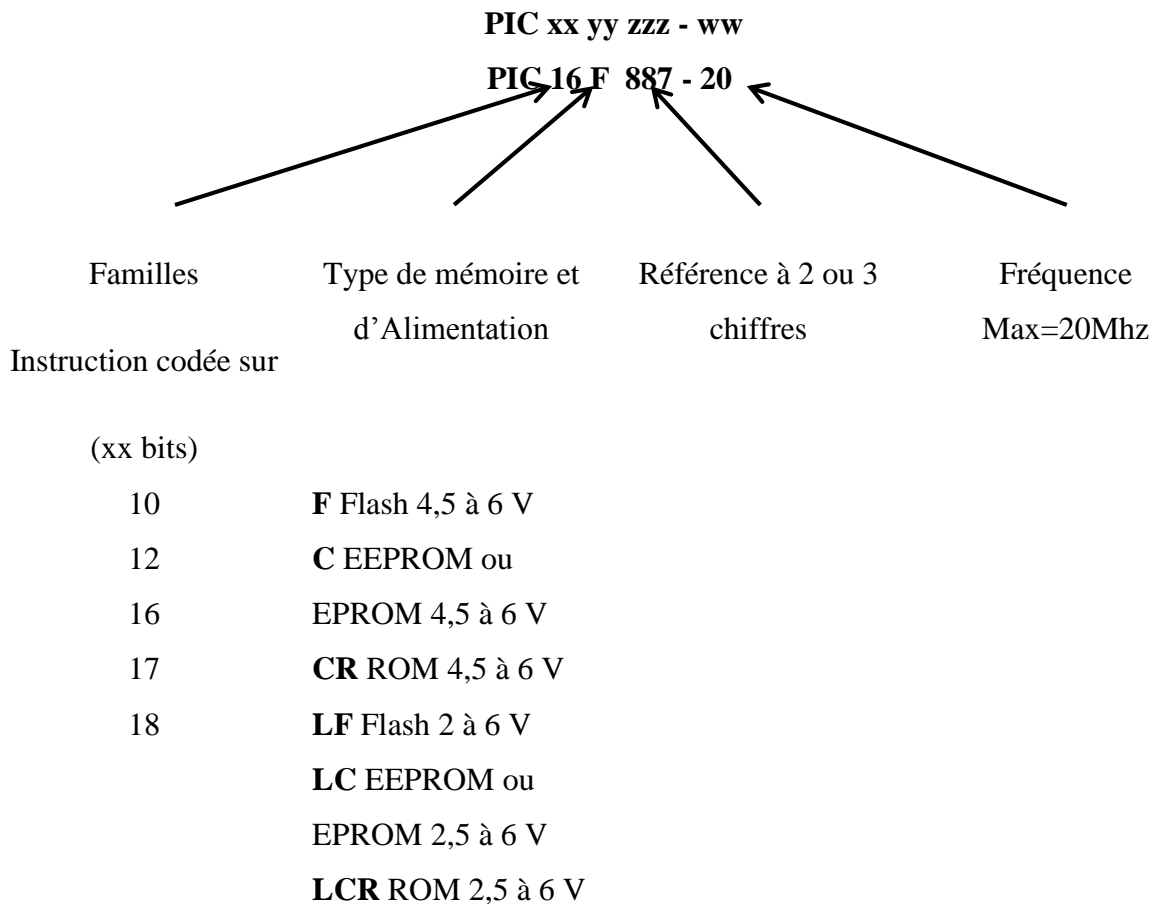 PIC xx yy zzz - ww
PIC 16 F 887 - 20
Familles
Instruction codée sur
(xx bits)
10
12
16
17
18
Type de mémoire et
d’Alimentation
F Flash 4,5 à 6 V
C EEPROM ou
EPROM 4,5 à 6 V
CR ROM 4,5 à 6 V
LF Flash 2 à 6 V
LC EEPROM ou
EPROM 2,5 à 6 V
LCR ROM 2,5 à 6 V
Référence à 2 ou 3
chiffres
Fréquence
Max=20Mhz